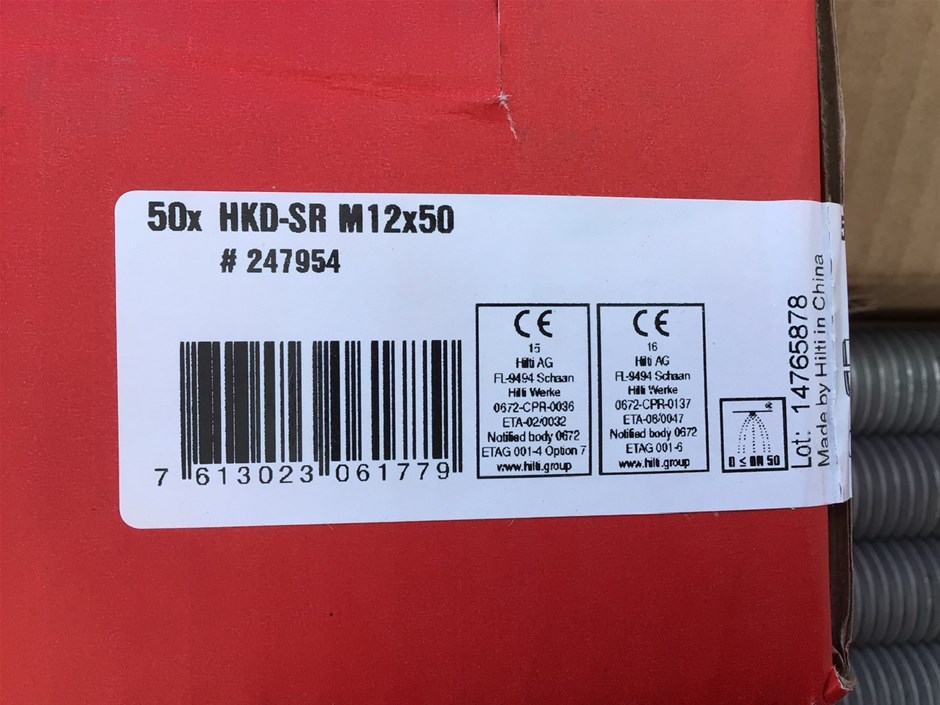 50x HKD-SR M12x50
# 247954
7 613023 061779
CE
15
Hilti AG
FL-9494 Schaan
Hilti Werke
0672-CPR-0036
ETA-02/0032
Notified body 0672
ETAG 001-4 Option 7
www.hilti.group
CE
16
Hilti AG
FL-9494 Schaan
Hilti Werke
0672-CPR-0137
ETA-06/0047
Notified body 0672
ETAG 001-6
www.hilti.group
D ≤ DN 50
Lot: 14765878
Made by Hilti in China